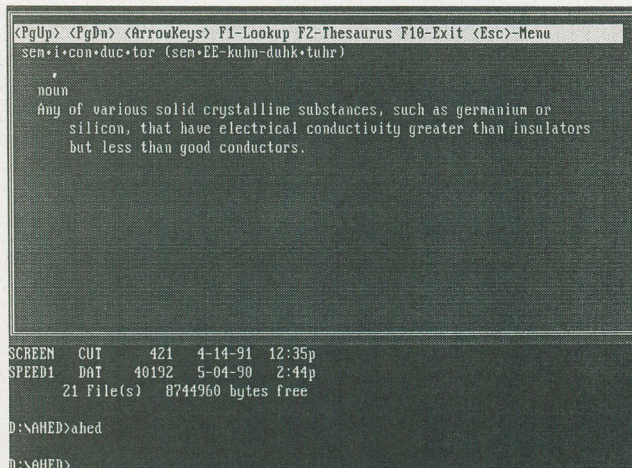 <PgUp> <PgDn> <ArrowKeys> F1-Lookup F2-Thesaurus F10-Exit <Esc>-Menu
sem•i•con•duc•tor (sem•EE-kuhn-duhk•tuhr)
noun
Any of various solid crystalline substances, such as germanium or
silicon, that have electrical conductivity greater than insulators
but less than good conductors.
SCREEN CUT 421 4-14-91 12:35p
SPEED1 DAT 40192 5-04-90 2:44p
21 File(s) 8744960 bytes free
D:\AHED>ahed
D:\AHED>